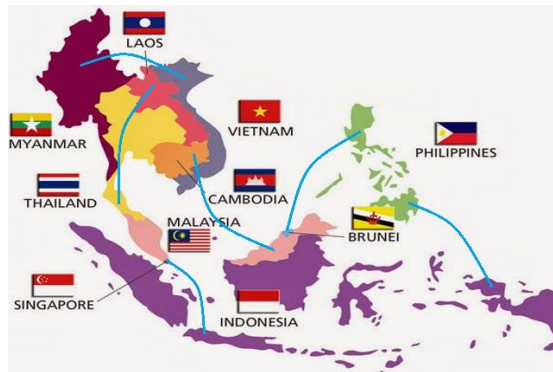 LAOS
MYANMAR
VIETNAM
PHILIPPINES
THAILAND
CAMBODIA
MALAYSIA
BRUNEI
SINGAPORE
INDONESIA